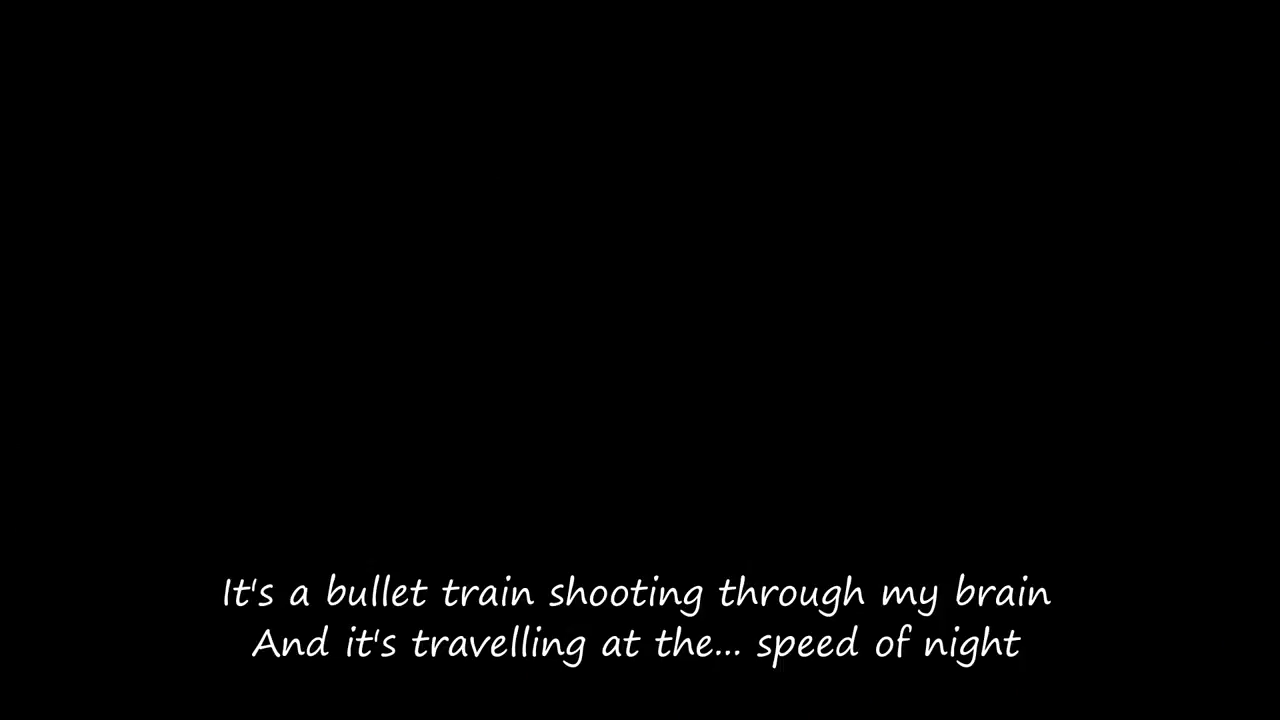 It's a bullet train shooting through my brain
And it's travelling at the... speed of night